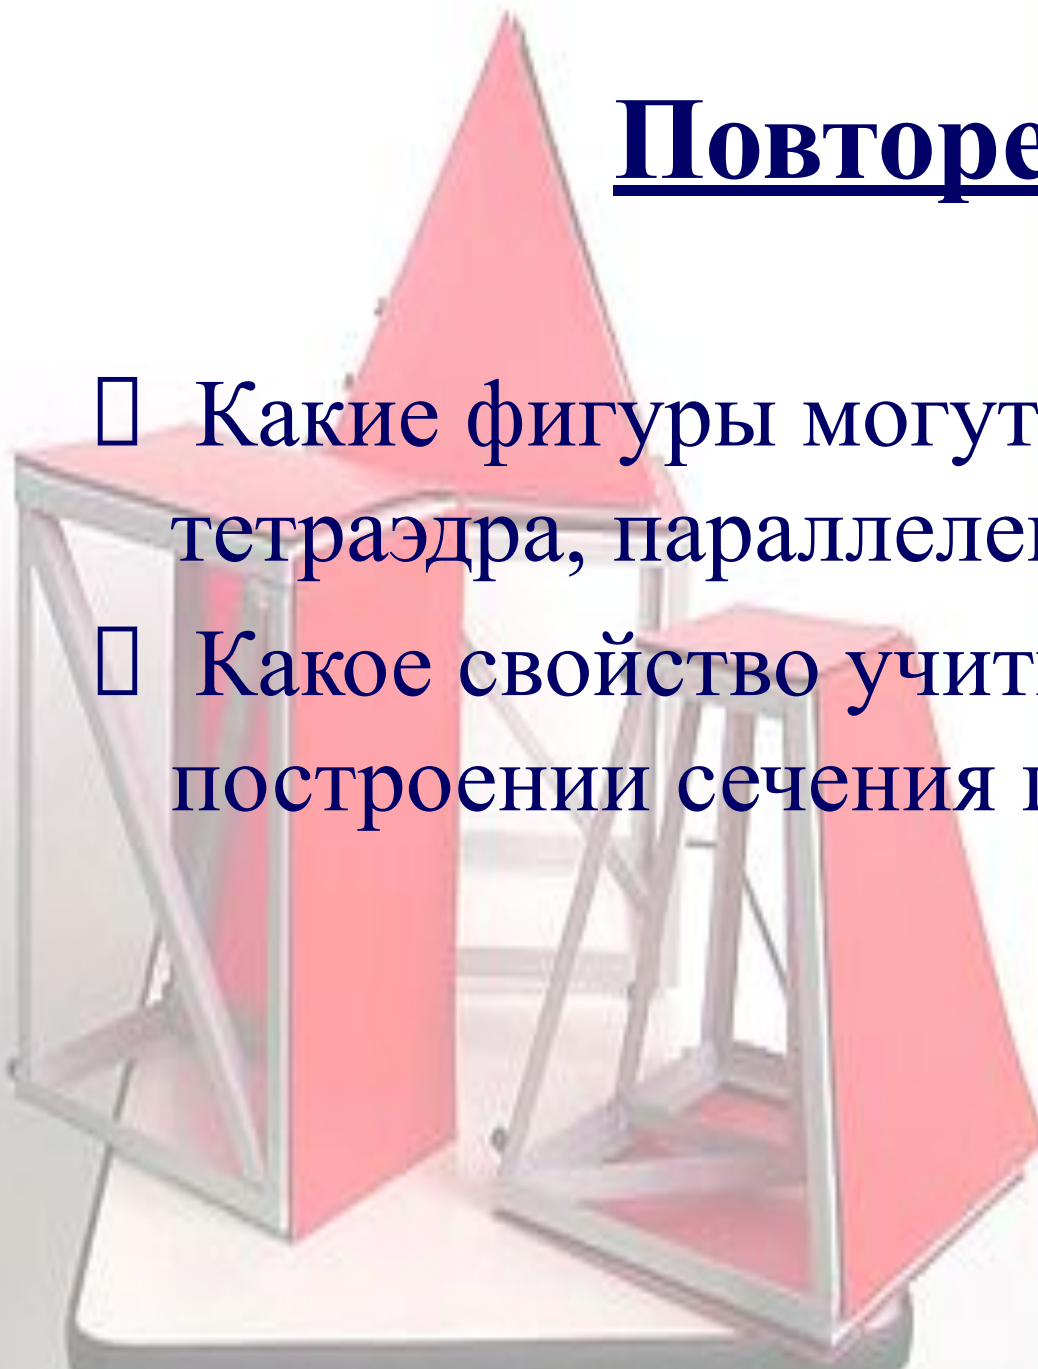 Повторе
Какие фигуры могут
тетраэдра, параллеле
Какое свойство учит
построении сечения